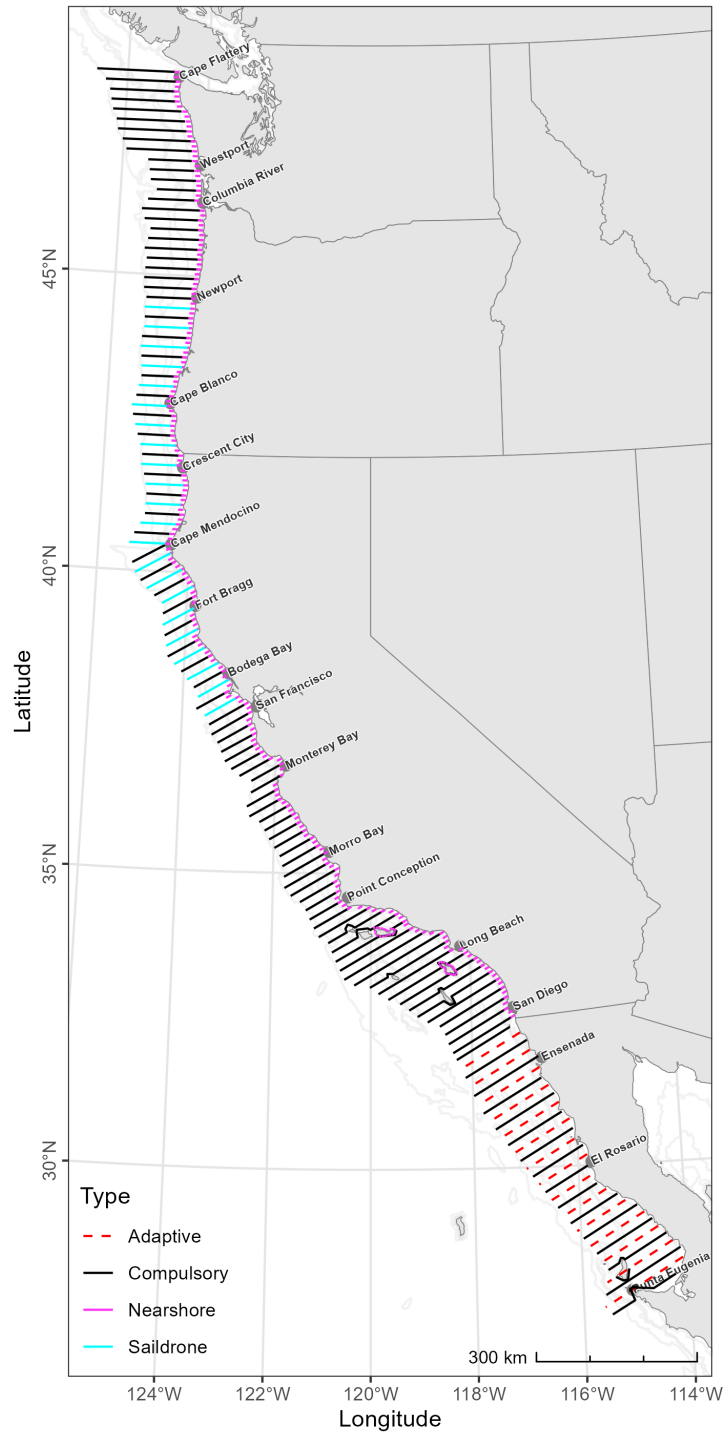 Cape Flattery
Westport
Columbia River
45°N
Newport
Cape Blanco
Crescent City
Cape Mendocino
40°N
Fort Bragg
Bodega Bay
San Francisco
Latitude
Monterey Bay
Morro Bay
35°N
Point Conception
Long Beach
San Diego
Ensenada
El Rosario
30°N
Type
Adaptive
Compulsory
Nearshore
Saildrone
Punta Eugenia
300 km
124°W 122°W 120°W 118°W 116°W 114°W
Longitude